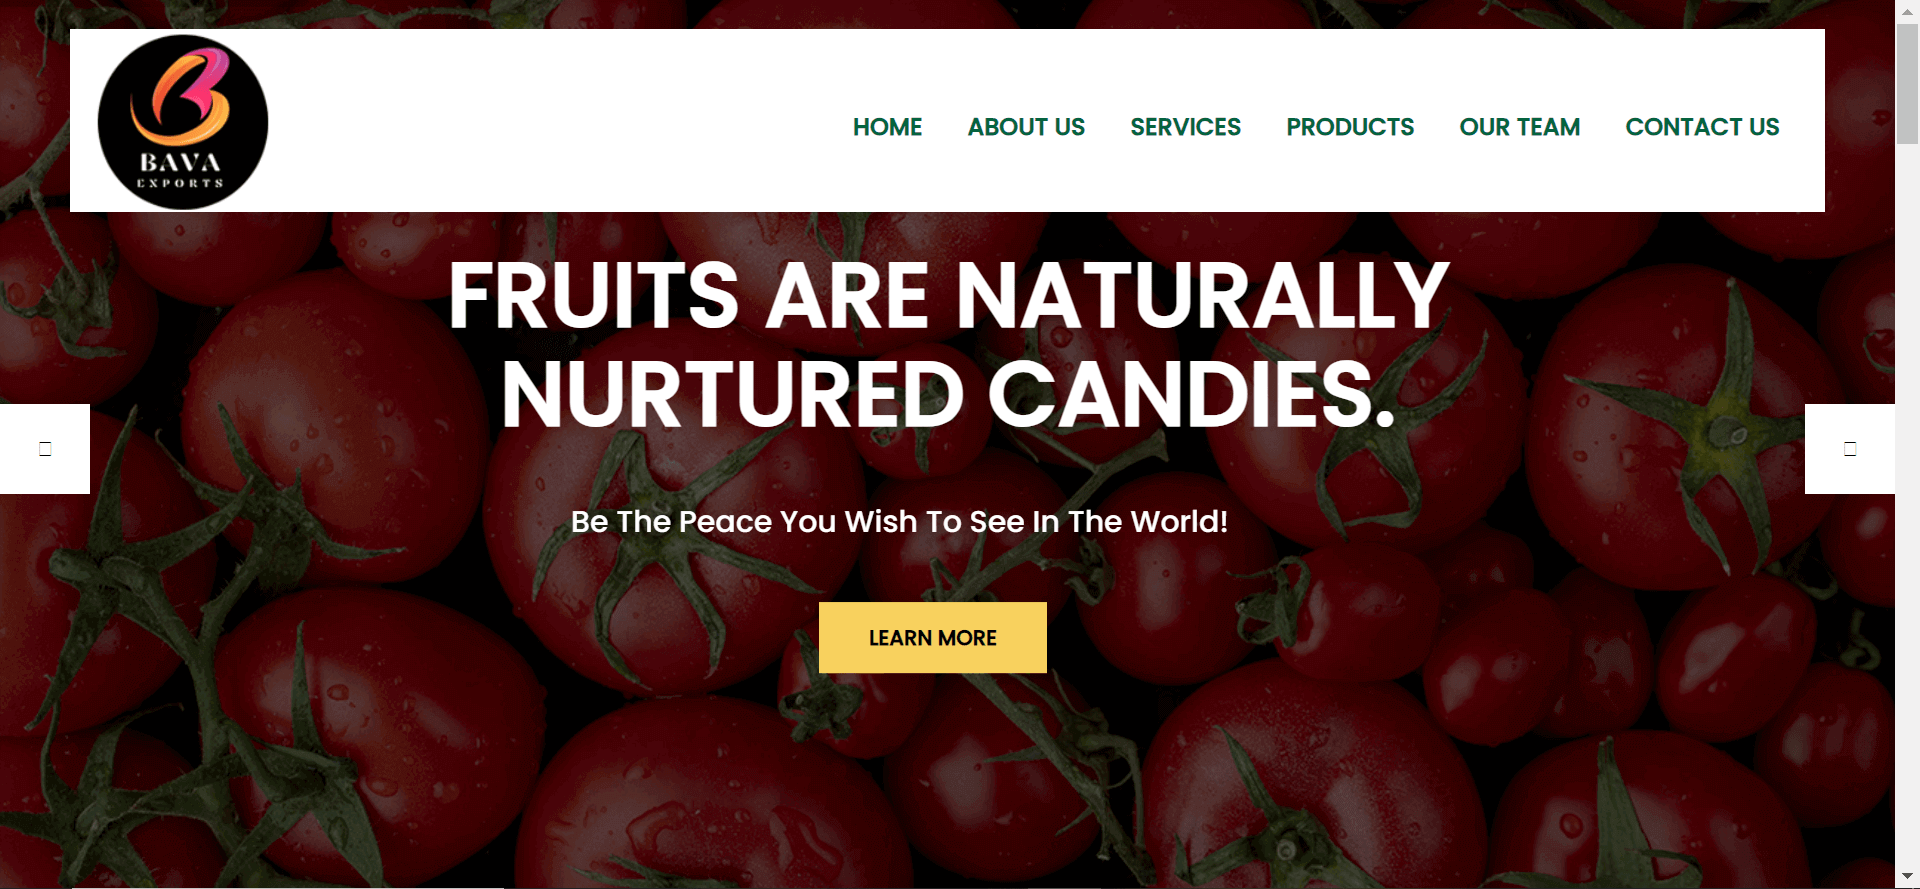 BAVA
EXPORTS
HOME ABOUT US SERVICES PRODUCTS OUR TEAM CONTACT US
FRUITS ARE NATURALLY
NURTURED CANDIES.
Be The Peace You Wish To See In The World!
LEARN MORE